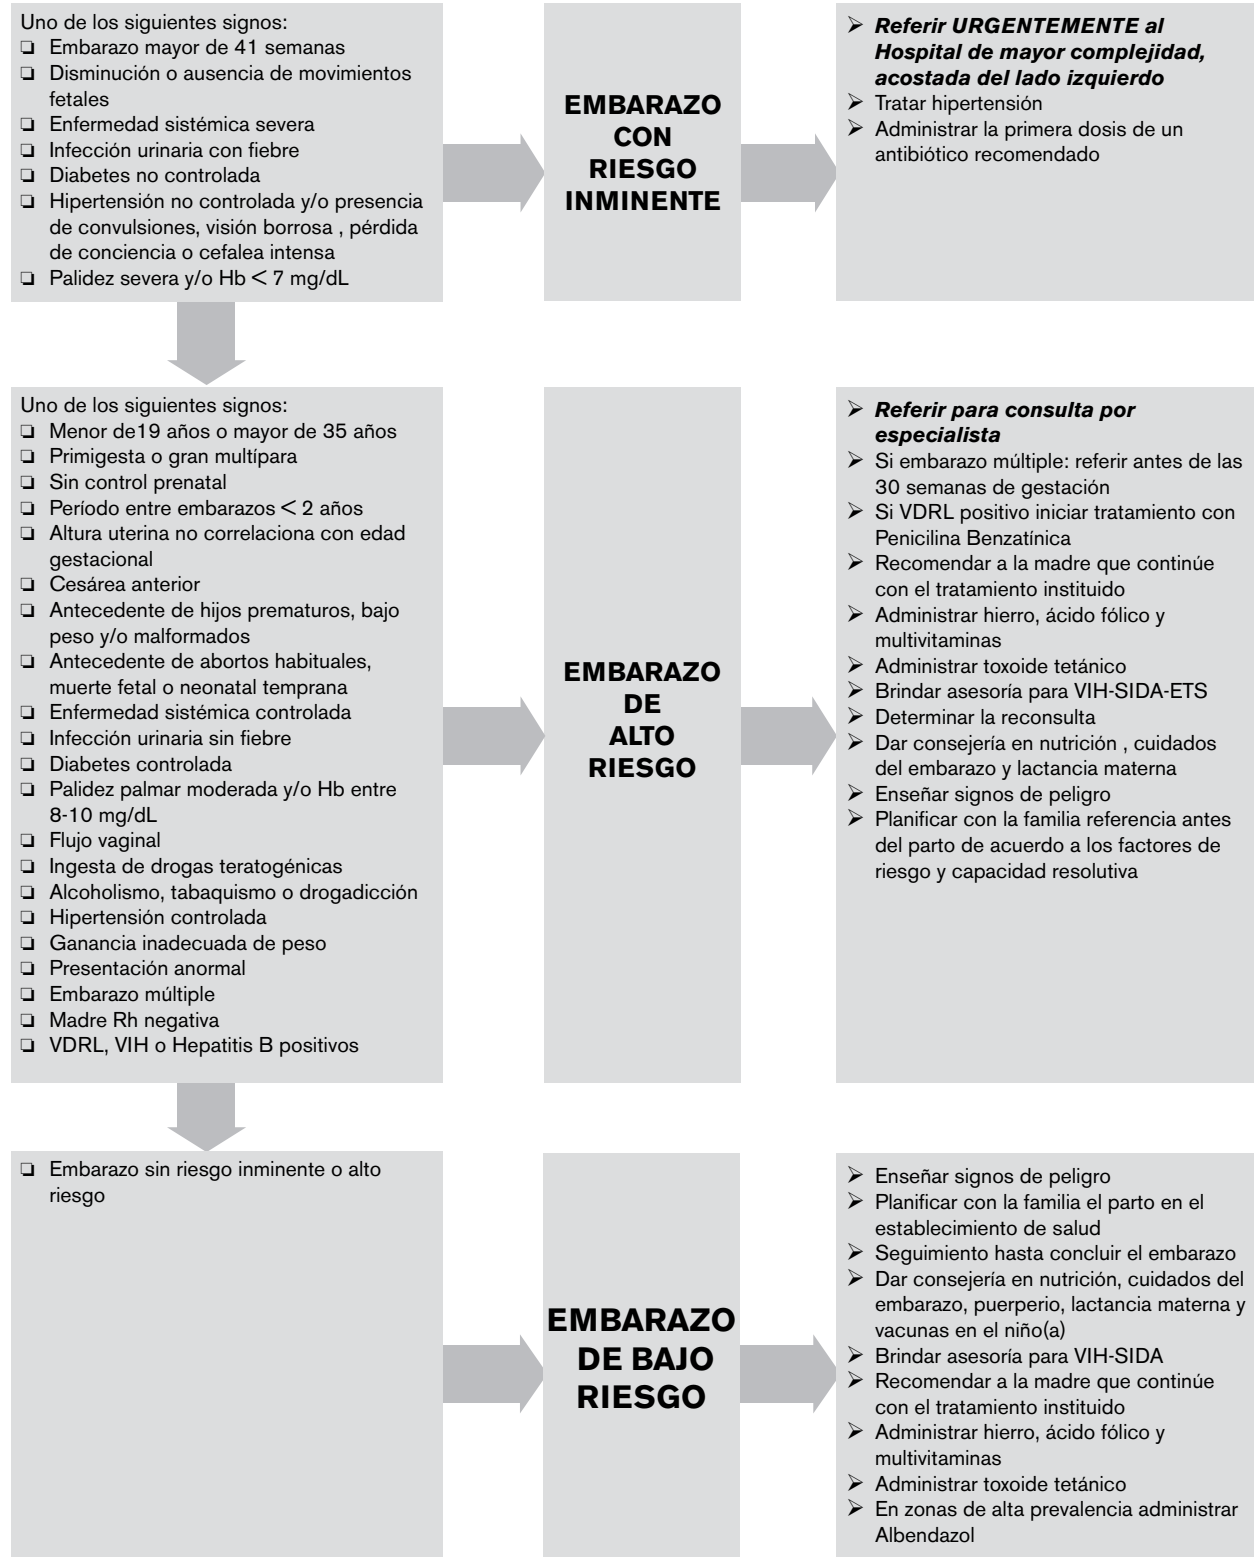 Uno de los siguientes signos:
❏ Embarazo mayor de 41 semanas
❏ Disminución o ausencia de movimientos
fetales
❏ Enfermedad sistémica severa
❏ Infección urinaria con fiebre
❏ Diabetes no controlada
❏ Hipertensión no controlada y/o presencia
de convulsiones, visión borrosa , pérdida
de conciencia o cefalea intensa
❏ Palidez severa y/o Hb < 7 mg/dL
EMBARAZO
CON
RIESGO
INMINENTE
➢ Referir URGENTEMENTE al
Hospital de mayor complejidad,
acostada del lado izquierdo
➢ Tratar hipertensión
➢ Administrar la primera dosis de un
antibiótico recomendado
Uno de los siguientes signos:
❏ Menor de19 años o mayor de 35 años
❏ Primigesta o gran multípara
❏ Sin control prenatal
❏ Período entre embarazos < 2 años
❏ Altura uterina no correlaciona con edad
gestacional
❏ Cesárea anterior
❏ Antecedente de hijos prematuros, bajo
peso y/o malformados
❏ Antecedente de abortos habituales,
muerte fetal o neonatal temprana
❏ Enfermedad sistémica controlada
❏ Infección urinaria sin fiebre
❏ Diabetes controlada
❏ Palidez palmar moderada y/o Hb entre
8-10 mg/dL
❏ Flujo vaginal
❏ Ingesta de drogas teratogénicas
❏ Alcoholismo, tabaquismo o drogadicción
❏ Hipertensión controlada
❏ Ganancia inadecuada de peso
❏ Presentación anormal
❏ Embarazo múltiple
❏ Madre Rh negativa
❏ VDRL, VIH o Hepatitis B positivos
EMBARAZO
DE
ALTO
RIESGO
➢ Referir para consulta por
especialista
➢ Si embarazo múltiple: referir antes de las
30 semanas de gestación
➢ Si VDRL positivo iniciar tratamiento con
Penicilina Benzatínica
➢ Recomendar a la madre que continúe
con el tratamiento instituido
➢ Administrar hierro, ácido fólico y
multivitaminas
➢ Administrar toxoide tetánico
➢ Brindar asesoría para VIH-SIDA-ETS
➢ Determinar la reconsulta
➢ Dar consejería en nutrición , cuidados
del embarazo y lactancia materna
➢ Enseñar signos de peligro
➢ Planificar con la familia referencia antes
del parto de acuerdo a los factores de
riesgo y capacidad resolutiva
❏ Embarazo sin riesgo inminente o alto
riesgo
EMBARAZO
DE BAJO
RIESGO
➢ Enseñar signos de peligro
➢ Planificar con la familia el parto en el
establecimiento de salud
➢ Seguimiento hasta concluir el embarazo
➢ Dar consejería en nutrición, cuidados del
embarazo, puerperio, lactancia materna y
vacunas en el niño(a)
➢ Brindar asesoría para VIH-SIDA
➢ Recomendar a la madre que continúe
con el tratamiento instituido
➢ Administrar hierro, ácido fólico y
multivitaminas
➢ Administrar toxoide tetánico
➢ En zonas de alta prevalencia administrar
Albendazol